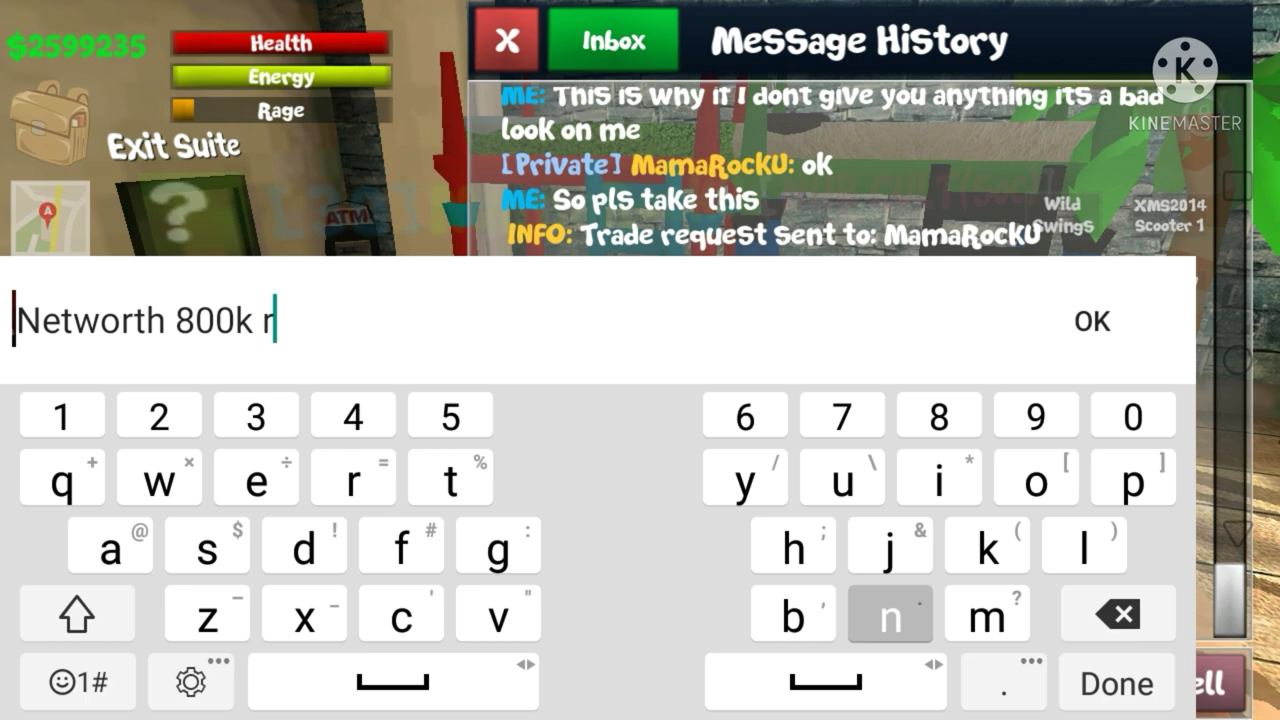 $2599235
Health
Energy
Rage
Exit Suite
A
?
ATM
X
Inbox
Message History
K
KINEMASTER
ME: This is why if I dont give you anything its a bad
look on me
[Private] MamaRockU: ok
ME: So pls take this
INFO: Trade request sent to: MamaRockU
Wild
Swings
XMS2014
Scooter 1
Networth 800k r
OK
1 2 3 4 5 6 7 8 9 0
q + w × e ÷ r = t % y / u \ i * o [ p ]
a @ s $ d ! f # g : h ; j & k ( l )
z – x - c ' v " b , n . m ?
1# . Done
ell